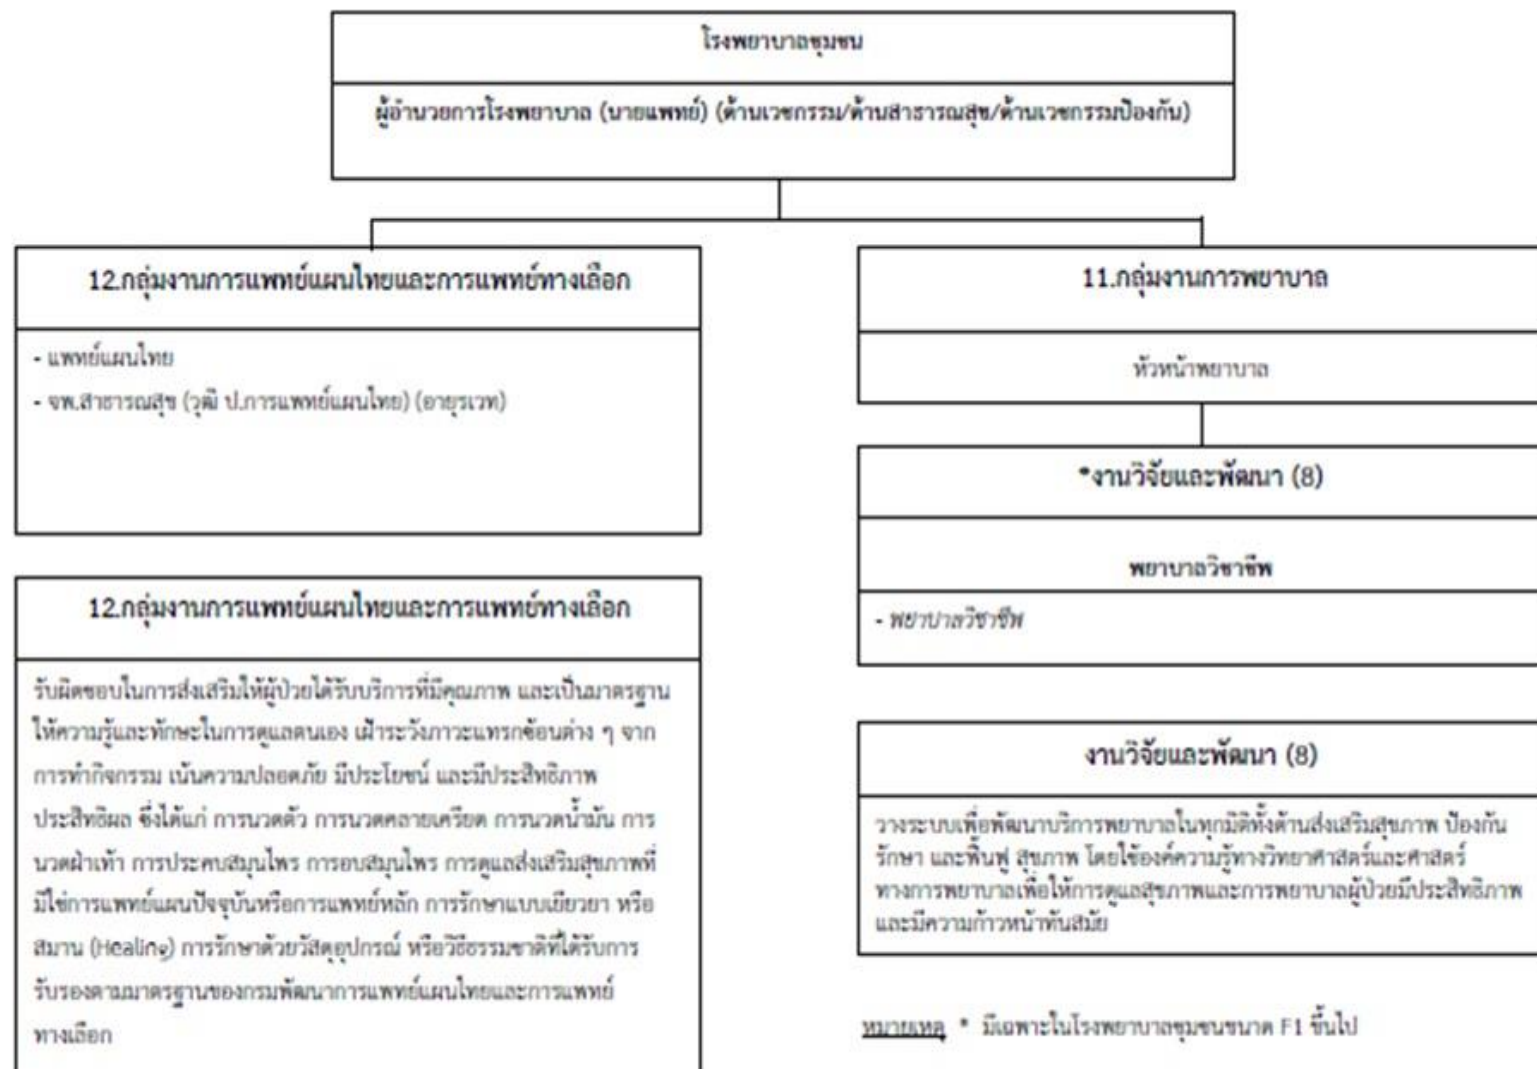 โรงพยาบาลชุมชน
ผู้อำนวยการโรงพยาบาล (นายแพทย์) (ด้านเวชกรรม/ด้านสาธารณสุข/ด้านเวชกรรมป้องกัน)
12.กลุ่มงานการแพทย์แผนไทยและการแพทย์ทางเลือก
- แพทย์แผนไทย
- จพ.สาธารณสุข (วุฒิ ป.การแพทย์แผนไทย) (อายุรเวท)
12.กลุ่มงานการแพทย์แผนไทยและการแพทย์ทางเลือก
รับผิดชอบในการส่งเสริมให้ผู้ป่วยได้รับบริการที่มีคุณภาพ และเป็นมาตรฐาน
ให้ความรู้และทักษะในการดูแลตนเอง เฝ้าระวังภาวะแทรกซ้อนต่าง ๆ จาก
การทำกิจกรรม เน้นความปลอดภัย มีประโยชน์ และมีประสิทธิภาพ
ประสิทธิผล ซึ่งได้แก่ การนวดตัว การนวดคลายเครียด การนวดน้ำมัน การ
นวดฝ่าเท้า การประคบสมุนไพร การอบสมุนไพร การดูแลส่งเสริมสุขภาพที่
มิใช่การแพทย์แผนปัจจุบันหรือการแพทย์หลัก การรักษาแบบเยียวยา หรือ
สมาน (Healing) การรักษาด้วยวัสดุอุปกรณ์ หรือวิธีธรรมชาติที่ได้รับการ
รับรองตามมาตรฐานของกรมพัฒนาการแพทย์แผนไทยและการแพทย์
ทางเลือก
11.กลุ่มงานการพยาบาล
หัวหน้าพยาบาล
*งานวิจัยและพัฒนา (8)
พยาบาลวิชาชีพ
- พยาบาลวิชาชีพ
งานวิจัยและพัฒนา (8)
วางระบบเพื่อพัฒนาบริการพยาบาลในทุกมิติทั้งด้านส่งเสริมสุขภาพ ป้องกัน
รักษา และฟื้นฟู สุขภาพ โดยใช้องค์ความรู้ทางวิทยาศาสตร์และศาสตร์
ทางการพยาบาลเพื่อให้การดูแลสุขภาพและการพยาบาลผู้ป่วยมีประสิทธิภาพ
และมีความก้าวหน้าทันสมัย
หมายเหตุ * มีเฉพาะในโรงพยาบาลชุมชนขนาด F1 ขึ้นไป